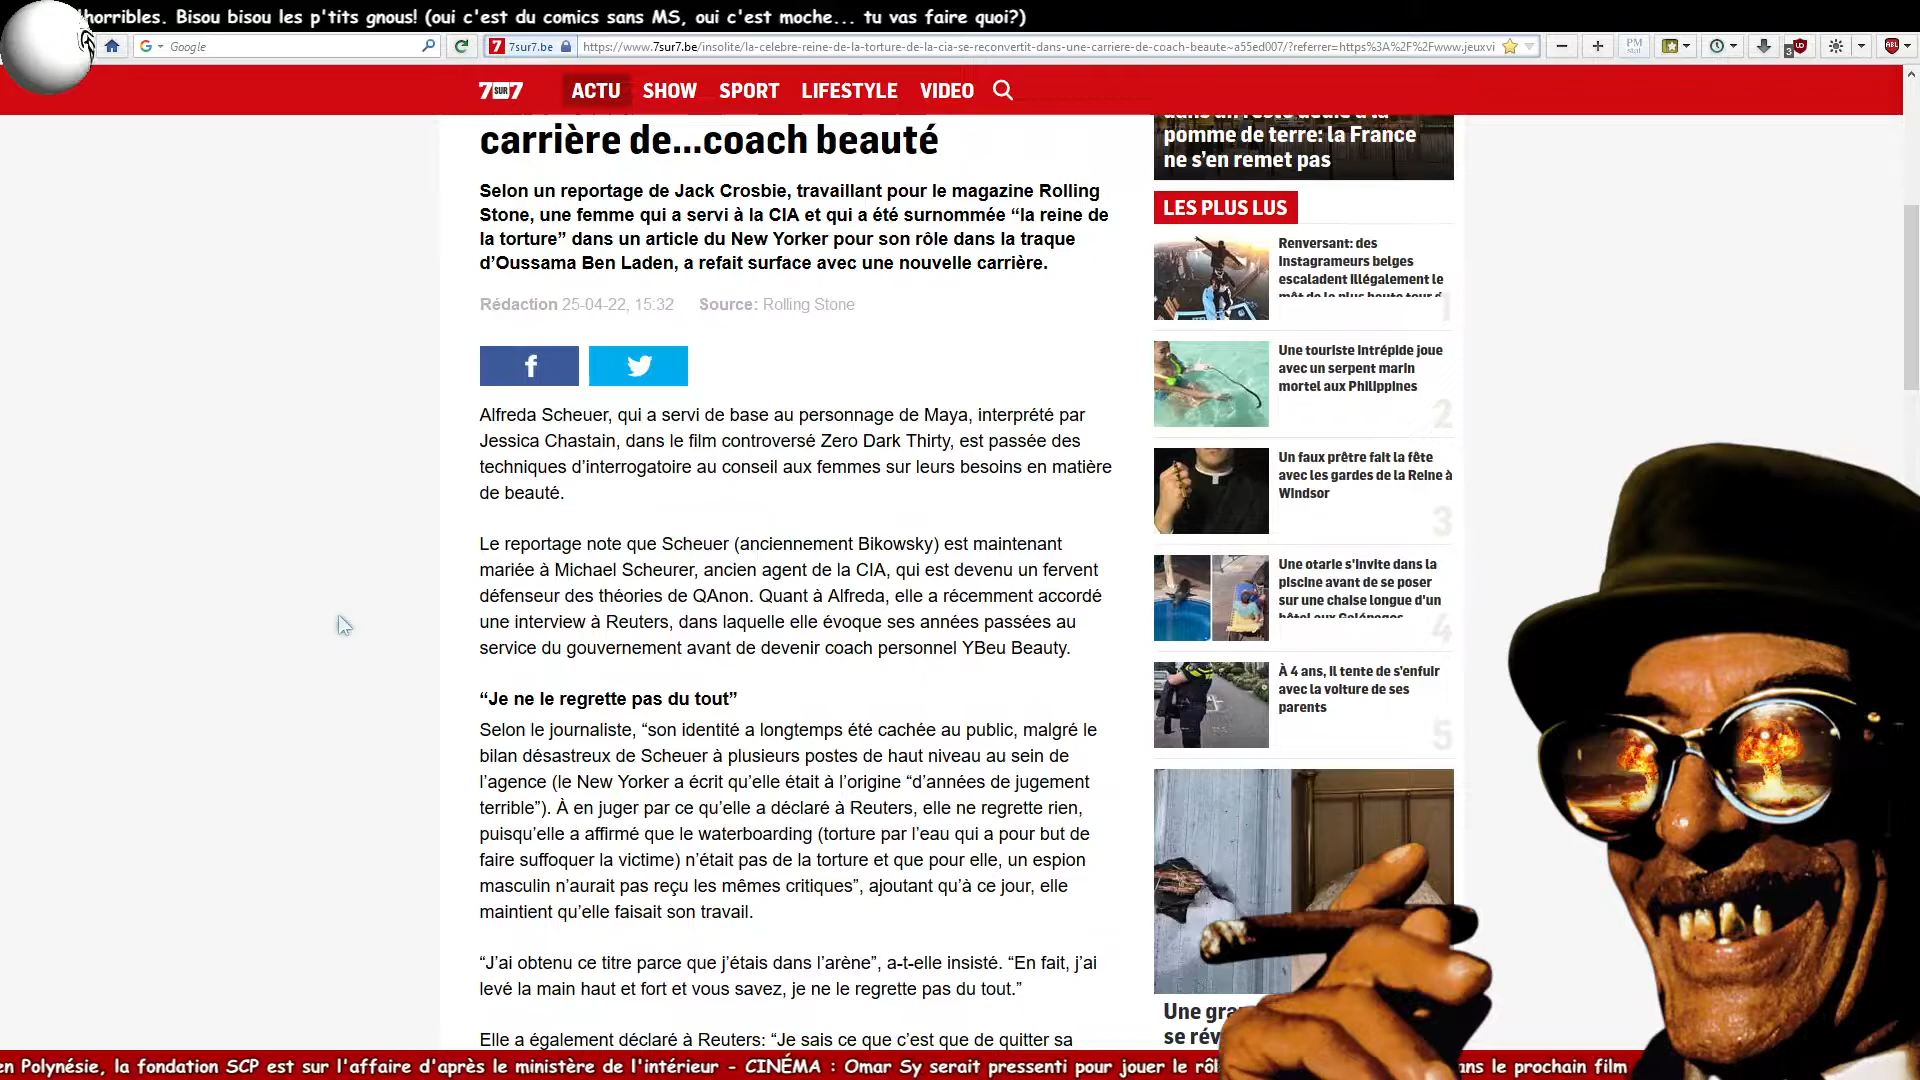 horribles. Bisou bisou les p'tits gnous! (oui c'est du comics sans MS, oui c'est moche... tu vas faire quoi?)
Google
7sur7.be
https://www.7sur7.be/insolite/la-celebre-reine-de-la-torture-de-la-cia-se-reconvertit-dans-une-carriere-de-coach-beaute~a55ed007/?referrer=https%3A%2F%2Fwww.jeuxvi
7SUR7
ACTU SHOW SPORT LIFESTYLE VIDEO
carrière de...coach beauté
Selon un reportage de Jack Crosbie, travaillant pour le magazine Rolling
Stone, une femme qui a servi à la CIA et qui a été surnommée “la reine de
la torture” dans un article du New Yorker pour son rôle dans la traque
d’Oussama Ben Laden, a refait surface avec une nouvelle carrière.
Rédaction 25-04-22, 15:32 Source: Rolling Stone
Alfreda Scheuer, qui a servi de base au personnage de Maya, interprété par
Jessica Chastain, dans le film controversé Zero Dark Thirty, est passée des
techniques d’interrogatoire au conseil aux femmes sur leurs besoins en matière
de beauté.
Le reportage note que Scheuer (anciennement Bikowsky) est maintenant
mariée à Michael Scheurer, ancien agent de la CIA, qui est devenu un fervent
défenseur des théories de QAnon. Quant à Alfreda, elle a récemment accordé
une interview à Reuters, dans laquelle elle évoque ses années passées au
service du gouvernement avant de devenir coach personnel YBeu Beauty.
“Je ne le regrette pas du tout”
Selon le journaliste, “son identité a longtemps été cachée au public, malgré le
bilan désastreux de Scheuer à plusieurs postes de haut niveau au sein de
l’agence (le New Yorker a écrit qu’elle était à l’origine “d’années de jugement
terrible”). À en juger par ce qu’elle a déclaré à Reuters, elle ne regrette rien,
puisqu’elle a affirmé que le waterboarding (torture par l’eau qui a pour but de
faire suffoquer la victime) n’était pas de la torture et que pour elle, un espion
masculin n’aurait pas reçu les mêmes critiques”, ajoutant qu’à ce jour, elle
maintient qu’elle faisait son travail.
“J’ai obtenu ce titre parce que j’étais dans l’arène”, a-t-elle insisté. “En fait, j’ai
levé la main haut et fort et vous savez, je ne le regrette pas du tout.”
Elle a également déclaré à Reuters: “Je sais ce que c’est que de quitter sa
pomme de terre: la France
ne s'en remet pas
LES PLUS LUS
Renversant: des
Instagrameurs belges
escaladent illégalement le
1
Une touriste intrépide joue
avec un serpent marin
mortel aux Philippines
2
Un faux prêtre fait la fête
avec les gardes de la Reine à
Windsor
3
Une otarie s'invite dans la
piscine avant de se poser
sur une chaise longue d'un
4
À 4 ans, il tente de s'enfuir
avec la voiture de ses
parents
5
Une gra
se rév
en Polynésie, la fondation SCP est sur l'affaire d'après le ministère de l'intérieur - CINÉMA : Omar Sy serait pressenti pour jouer le rôl
ans le prochain film